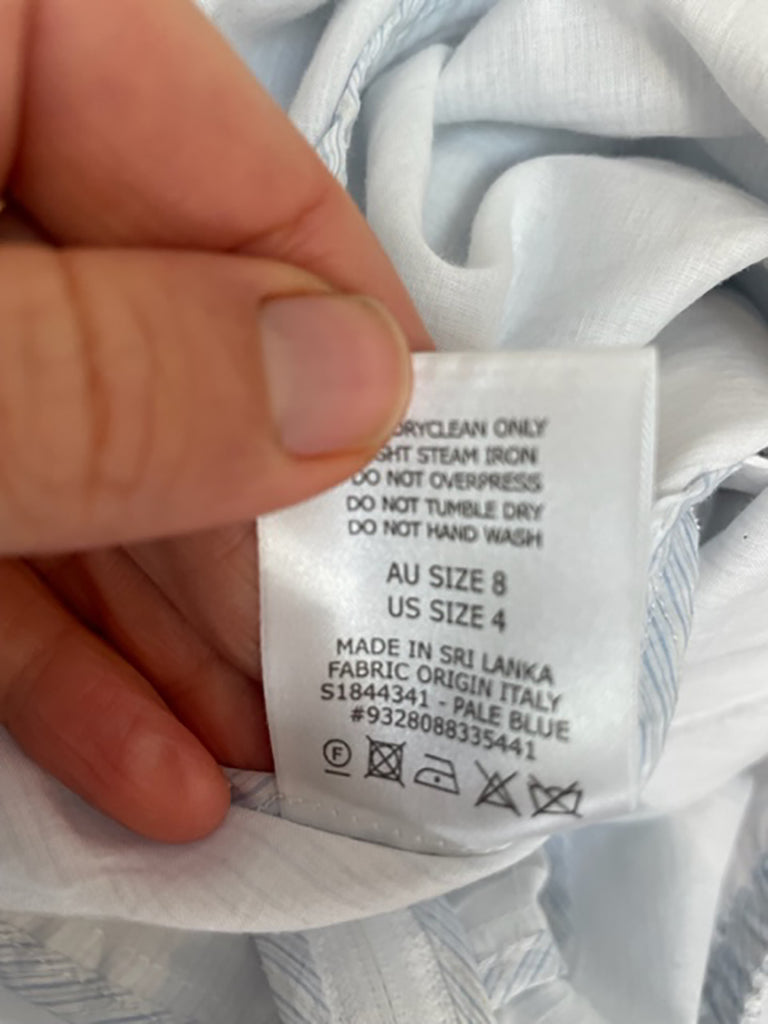 DRYCLEAN ONLY
STEAM IRON
DO NOT OVERPRESS
DO NOT TUMBLE DRY
DO NOT HAND WASH
AU SIZE 8
US SIZE 4
MADE IN SRI LANKA
FABRIC ORIGIN ITALY
S1844341 - PALE BLUE
#9328088335441
F